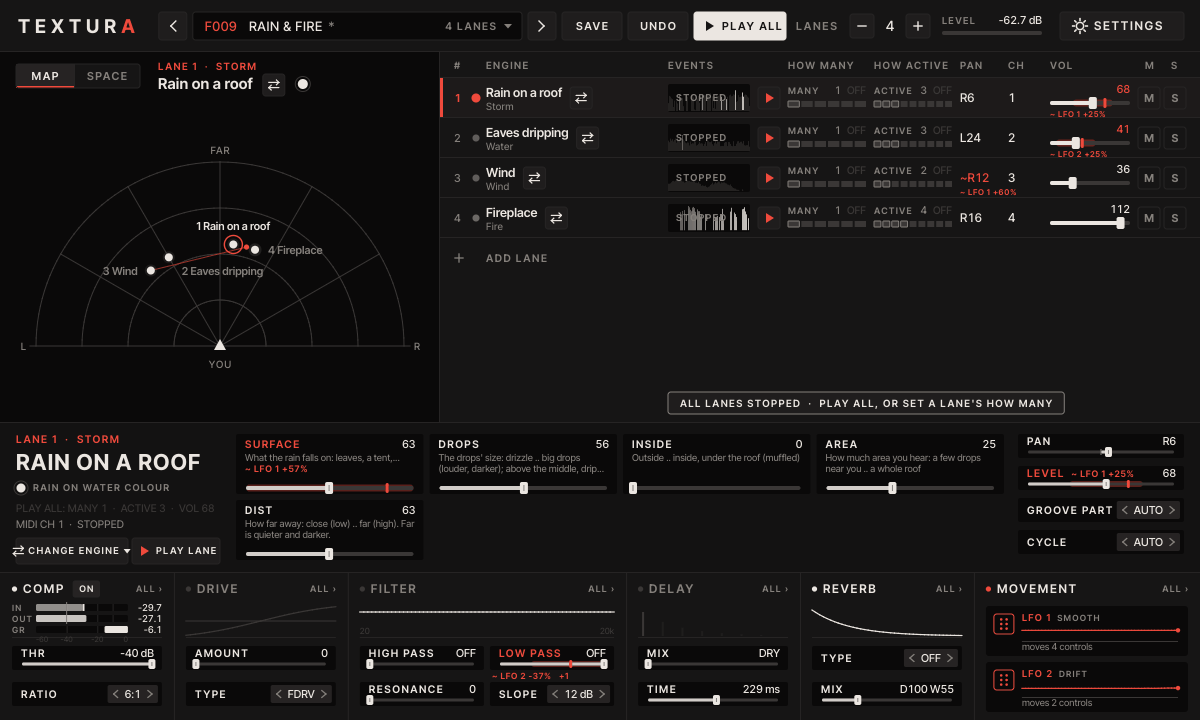 TEXTURA
F009 RAIN & FIRE * 4 LANES
SAVE
UNDO
PLAY ALL
LANES
4
LEVEL -62.7 dB
SETTINGS
MAP
SPACE
LANE 1 · STORM
Rain on a roof
FAR
1 Rain on a roof
4 Fireplace
3 Wind
2 Eaves dripping
L
R
YOU
# ENGINE EVENTS HOW MANY HOW ACTIVE PAN CH VOL M S
1 Rain on a roof STOPPED MANY 1 OFF ACTIVE 3 OFF R6 1 68 M S
Storm
~ LFO 1 +25%
2 Eaves dripping STOPPED MANY 1 OFF ACTIVE 3 OFF L24 2 41 M S
Water
~ LFO 2 +25%
3 Wind STOPPED MANY 1 OFF ACTIVE 2 OFF ~R12 3 36 M S
Wind
~ LFO 1 +60%
4 Fireplace STOPPED MANY 1 OFF ACTIVE 4 OFF R16 4 112 M S
Fire
+ ADD LANE
ALL LANES STOPPED · PLAY ALL, OR SET A LANE'S HOW MANY
LANE 1 · STORM
RAIN ON A ROOF
RAIN ON WATER COLOUR
PLAY ALL: MANY 1 · ACTIVE 3 · VOL 68
MIDI CH 1 · STOPPED
CHANGE ENGINE
PLAY LANE
SURFACE 63
What the rain falls on: leaves, a tent,...
~ LFO 1 +57%
DROPS 56
The drops' size: drizzle .. big drops
(louder, darker); above the middle, drip...
INSIDE 0
Outside .. inside, under the roof (muffled)
AREA 25
How much area you hear: a few drops
near you .. a whole roof
DIST 63
How far away: close (low) .. far (high). Far
is quieter and darker.
PAN R6
LEVEL ~ LFO 1 +25% 68
GROOVE PART < AUTO >
CYCLE < AUTO >
COMP ON ALL ›
IN -29.7
OUT -27.1
GR -6.1
-60 -40 -20 0
THR -40 dB
RATIO < 6:1 >
DRIVE ALL ›
AMOUNT 0
TYPE < FDRV >
FILTER ALL ›
20 20k
HIGH PASS OFF
LOW PASS OFF
~ LFO 2 -37% +1
RESONANCE 0
SLOPE < 12 dB >
DELAY ALL ›
MIX DRY
TIME 229 ms
REVERB ALL ›
TYPE < OFF >
MIX D100 W55
MOVEMENT ALL ›
LFO 1 SMOOTH
moves 4 controls
LFO 2 DRIFT
moves 2 controls